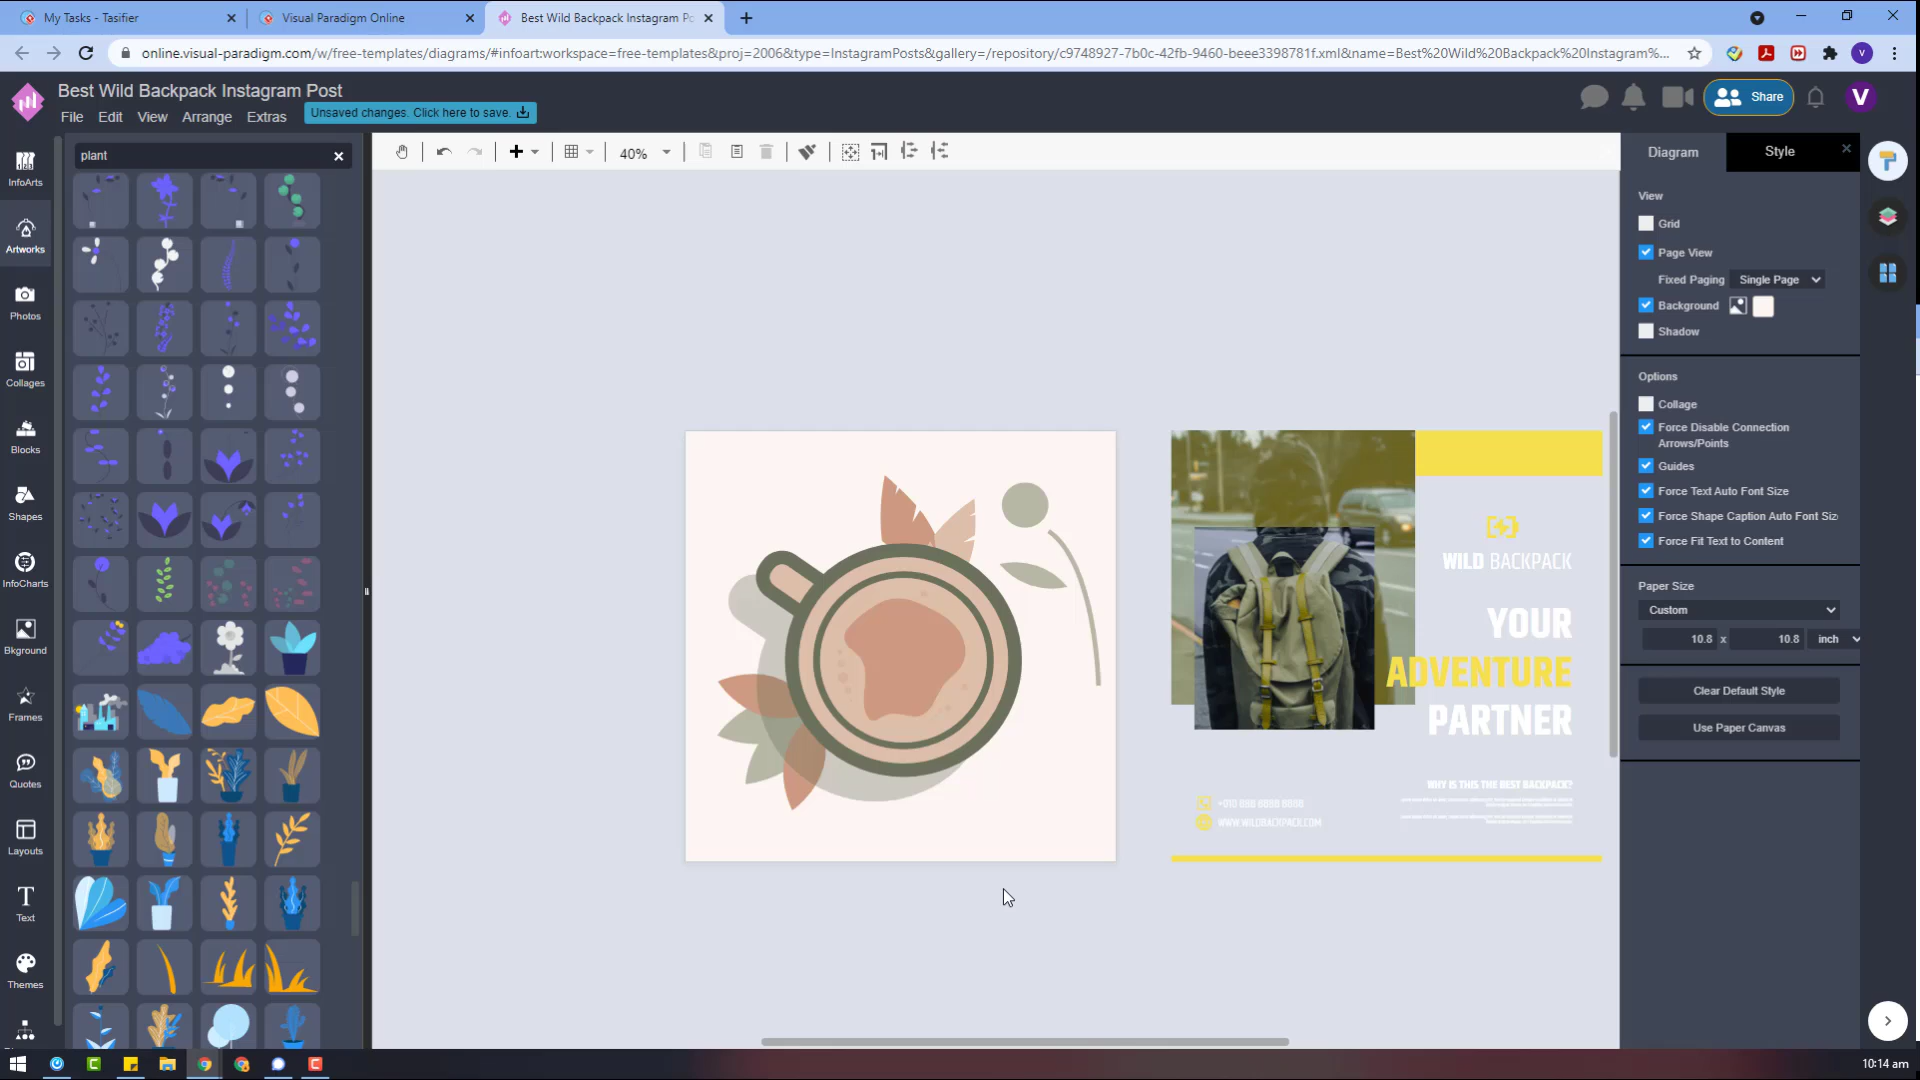 My Tasks - Tasifier
Visual Paradigm Online
Best Wild Backpack Instagram Po
online.visual-paradigm.com/w/free-templates/diagrams/#infoart:workspace=free-templates&proj=2006&type=InstagramPosts&gallery=/repository/c9748927-7b0c-42fb-9460-beee3398781f.xml&name=Best%20Wild%20Backpack%20Instagram%...
V
Best Wild Backpack Instagram Post
File Edit View Arrange Extras
Unsaved changes. Click here to save.
Share
V
InfoArts
Artworks
Photos
Collages
Blocks
Shapes
InfoCharts
Bkground
Frames
Quotes
Layouts
Text
Themes
plant
40%
WILD BACKPACK
YOUR
ADVENTURE
PARTNER
WHY IS THIS THE BEST BACKPACK?
+010 888 8888 8888
WWW.WILDBACKPACK.COM
Diagram
Style
View
Grid
Page View
Fixed Paging Single Page
Background
Shadow
Options
Collage
Force Disable Connection
Arrows/Points
Guides
Force Text Auto Font Size
Force Shape Caption Auto Font Siz
Force Fit Text to Content
Paper Size
Custom
10.8 x 10.8 inch
Clear Default Style
Use Paper Canvas
10:14 am